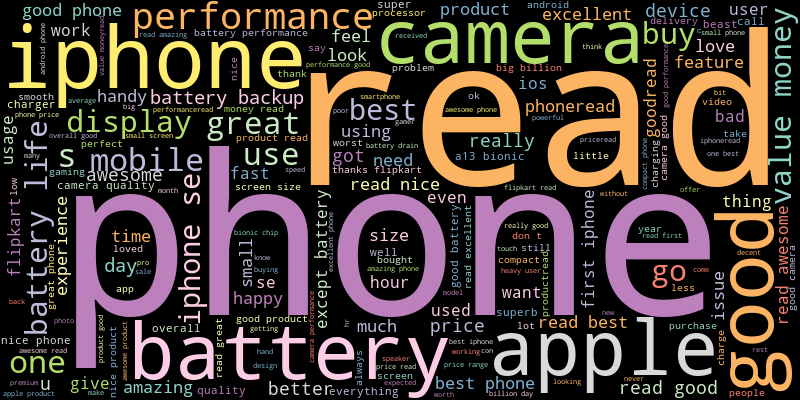 good phone
performance
super
processor
product
android
excellent
device
user
work
read amazing
battery performance
feel
received
delivery
beast
call
iphone
camera
buy
small phone
android phone
value moneyread
nice
say
performance good
look
think
love
thank
problem
big billion
feature
smooth
handy
battery backup
smartphone
ok
ios
goodread
good performance
bit
video
charger
average
big
performanceread
money read
best
awesome phone
phoneread
bad
phone price
display
great
product read
poor
gamer
powerful
take
value money
usage
overall good
small screen
using
worst
battery drain
really
priceread
iphoneread
perfect
got
need
a13 bionic
little
charging
camera good
compact phone
one best
many
s
mobile
use
thanks flipkart
read
gaming
awesome
fast
speed
camera quality
month
screen size
read nice
flipkart read
without
offer
low
battery life
iphone se
even
thing
flipkart
experience
time
loved
bionic chip
small
except battery
excellent phone
size
well
really good
don t
touch
still
year
read first
decent
great phone
day
pro
sale
know
bought
amazing phone
good battery
read excellent
compact
first iphone
go
come
good
app
buying
se
hour
heavy user
productread
less
read awesome
good camera
back
happy
want
model
issue
phone
photo
used
superb
new
overall
good product
hr
much
price
lot
read best
purchase
nice phone
product good
awesome product
getting
camera performance
battery
apple
charge
awesome read
read great
best iphone
rest
one
hand
speaker
working
con
nice product
design
always
price read
price range
looking
premium
u
give
amazing
quality
better
screen
expected
best phone
never
read good
people
apple product
make
everything
worth
billion day